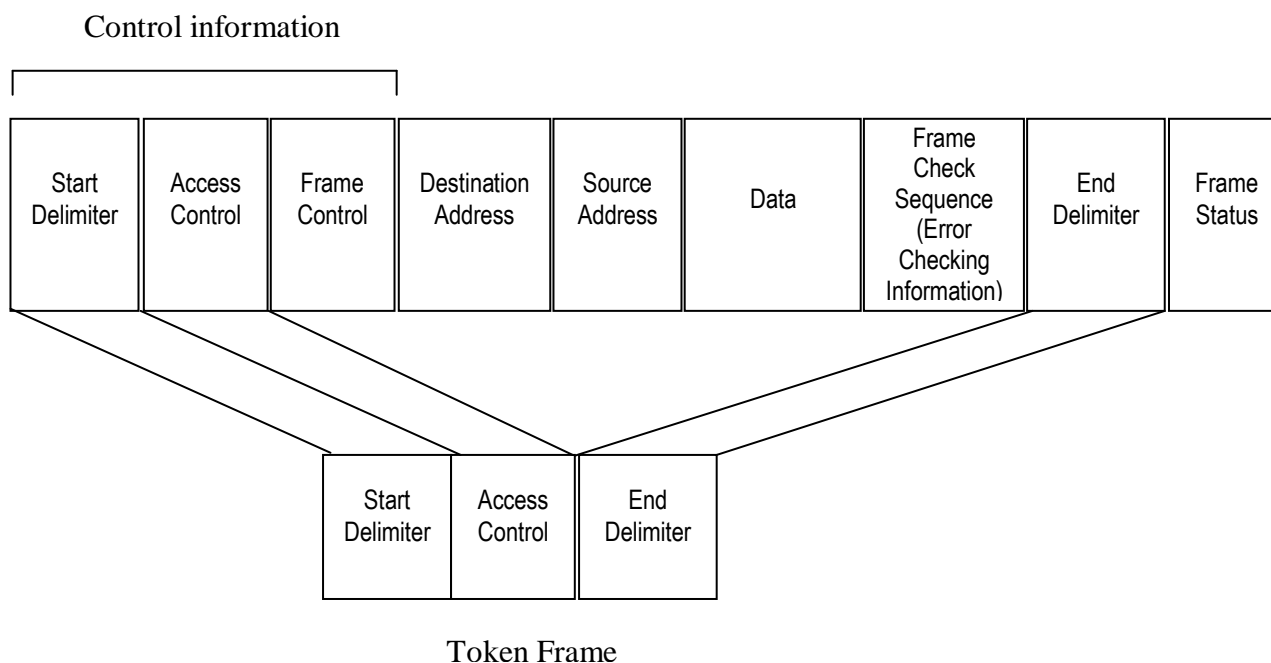 Control information
Start
Delimiter
Access
Control
Frame
Control
Destination
Address
Source
Address
Data
Frame
Check
Sequence
(Error
Checking
Information)
End
Delimiter
Frame
Status
Start
Delimiter
Access
Control
End
Delimiter
Token Frame